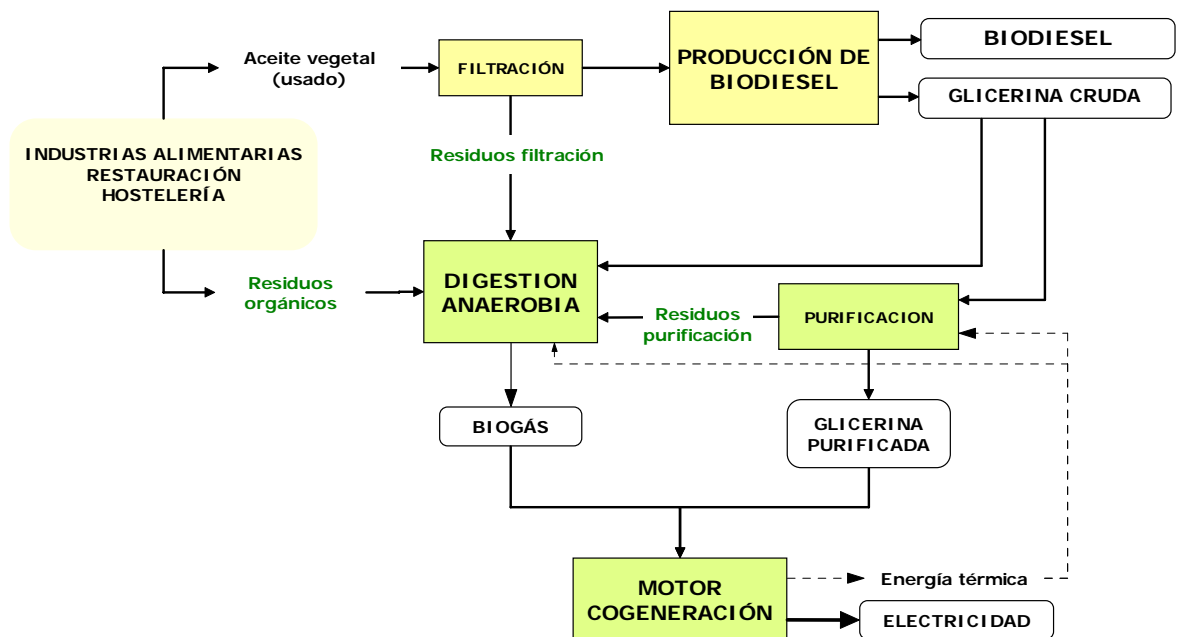 Aceite vegetal
(usado)
FILTRACIÓN
PRODUCCIÓN DE
BIODIESEL
BIODIESEL
GLICERINA CRUDA
INDUSTRIAS ALIMENTARIAS
RESTAURACIÓN
HOSTELERÍA
Residuos filtración
Residuos
orgánicos
DIGESTION
ANAEROBIA
Residuos
purificación
PURIFICACION
BIOGÁS
GLICERINA
PURIFICADA
MOTOR
COGENERACIÓN
Energía térmica
ELECTRICIDAD